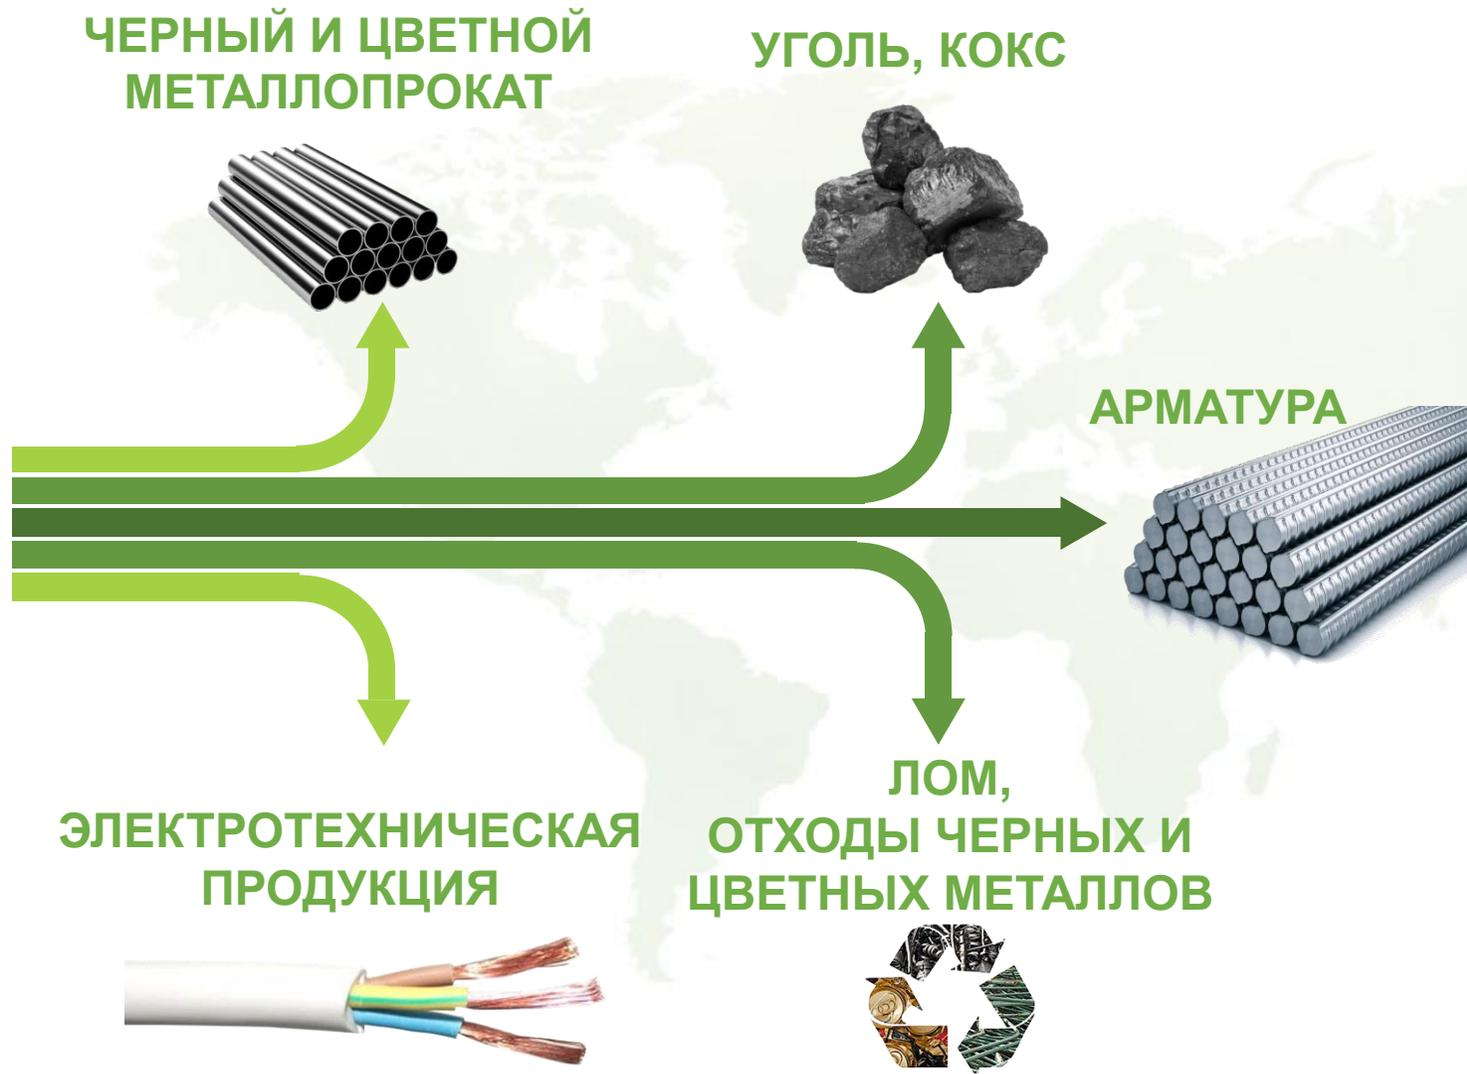 ЧЕРНЫЙ И ЦВЕТНОЙ
МЕТАЛЛОПРОКАТ
УГОЛЬ, КОКС
АРМАТУРА
ЭЛЕКТРОТЕХНИЧЕСКАЯ
ПРОДУКЦИЯ
ЛОМ,
ОТХОДЫ ЧЕРНЫХ И
ЦВЕТНЫХ МЕТАЛЛОВ